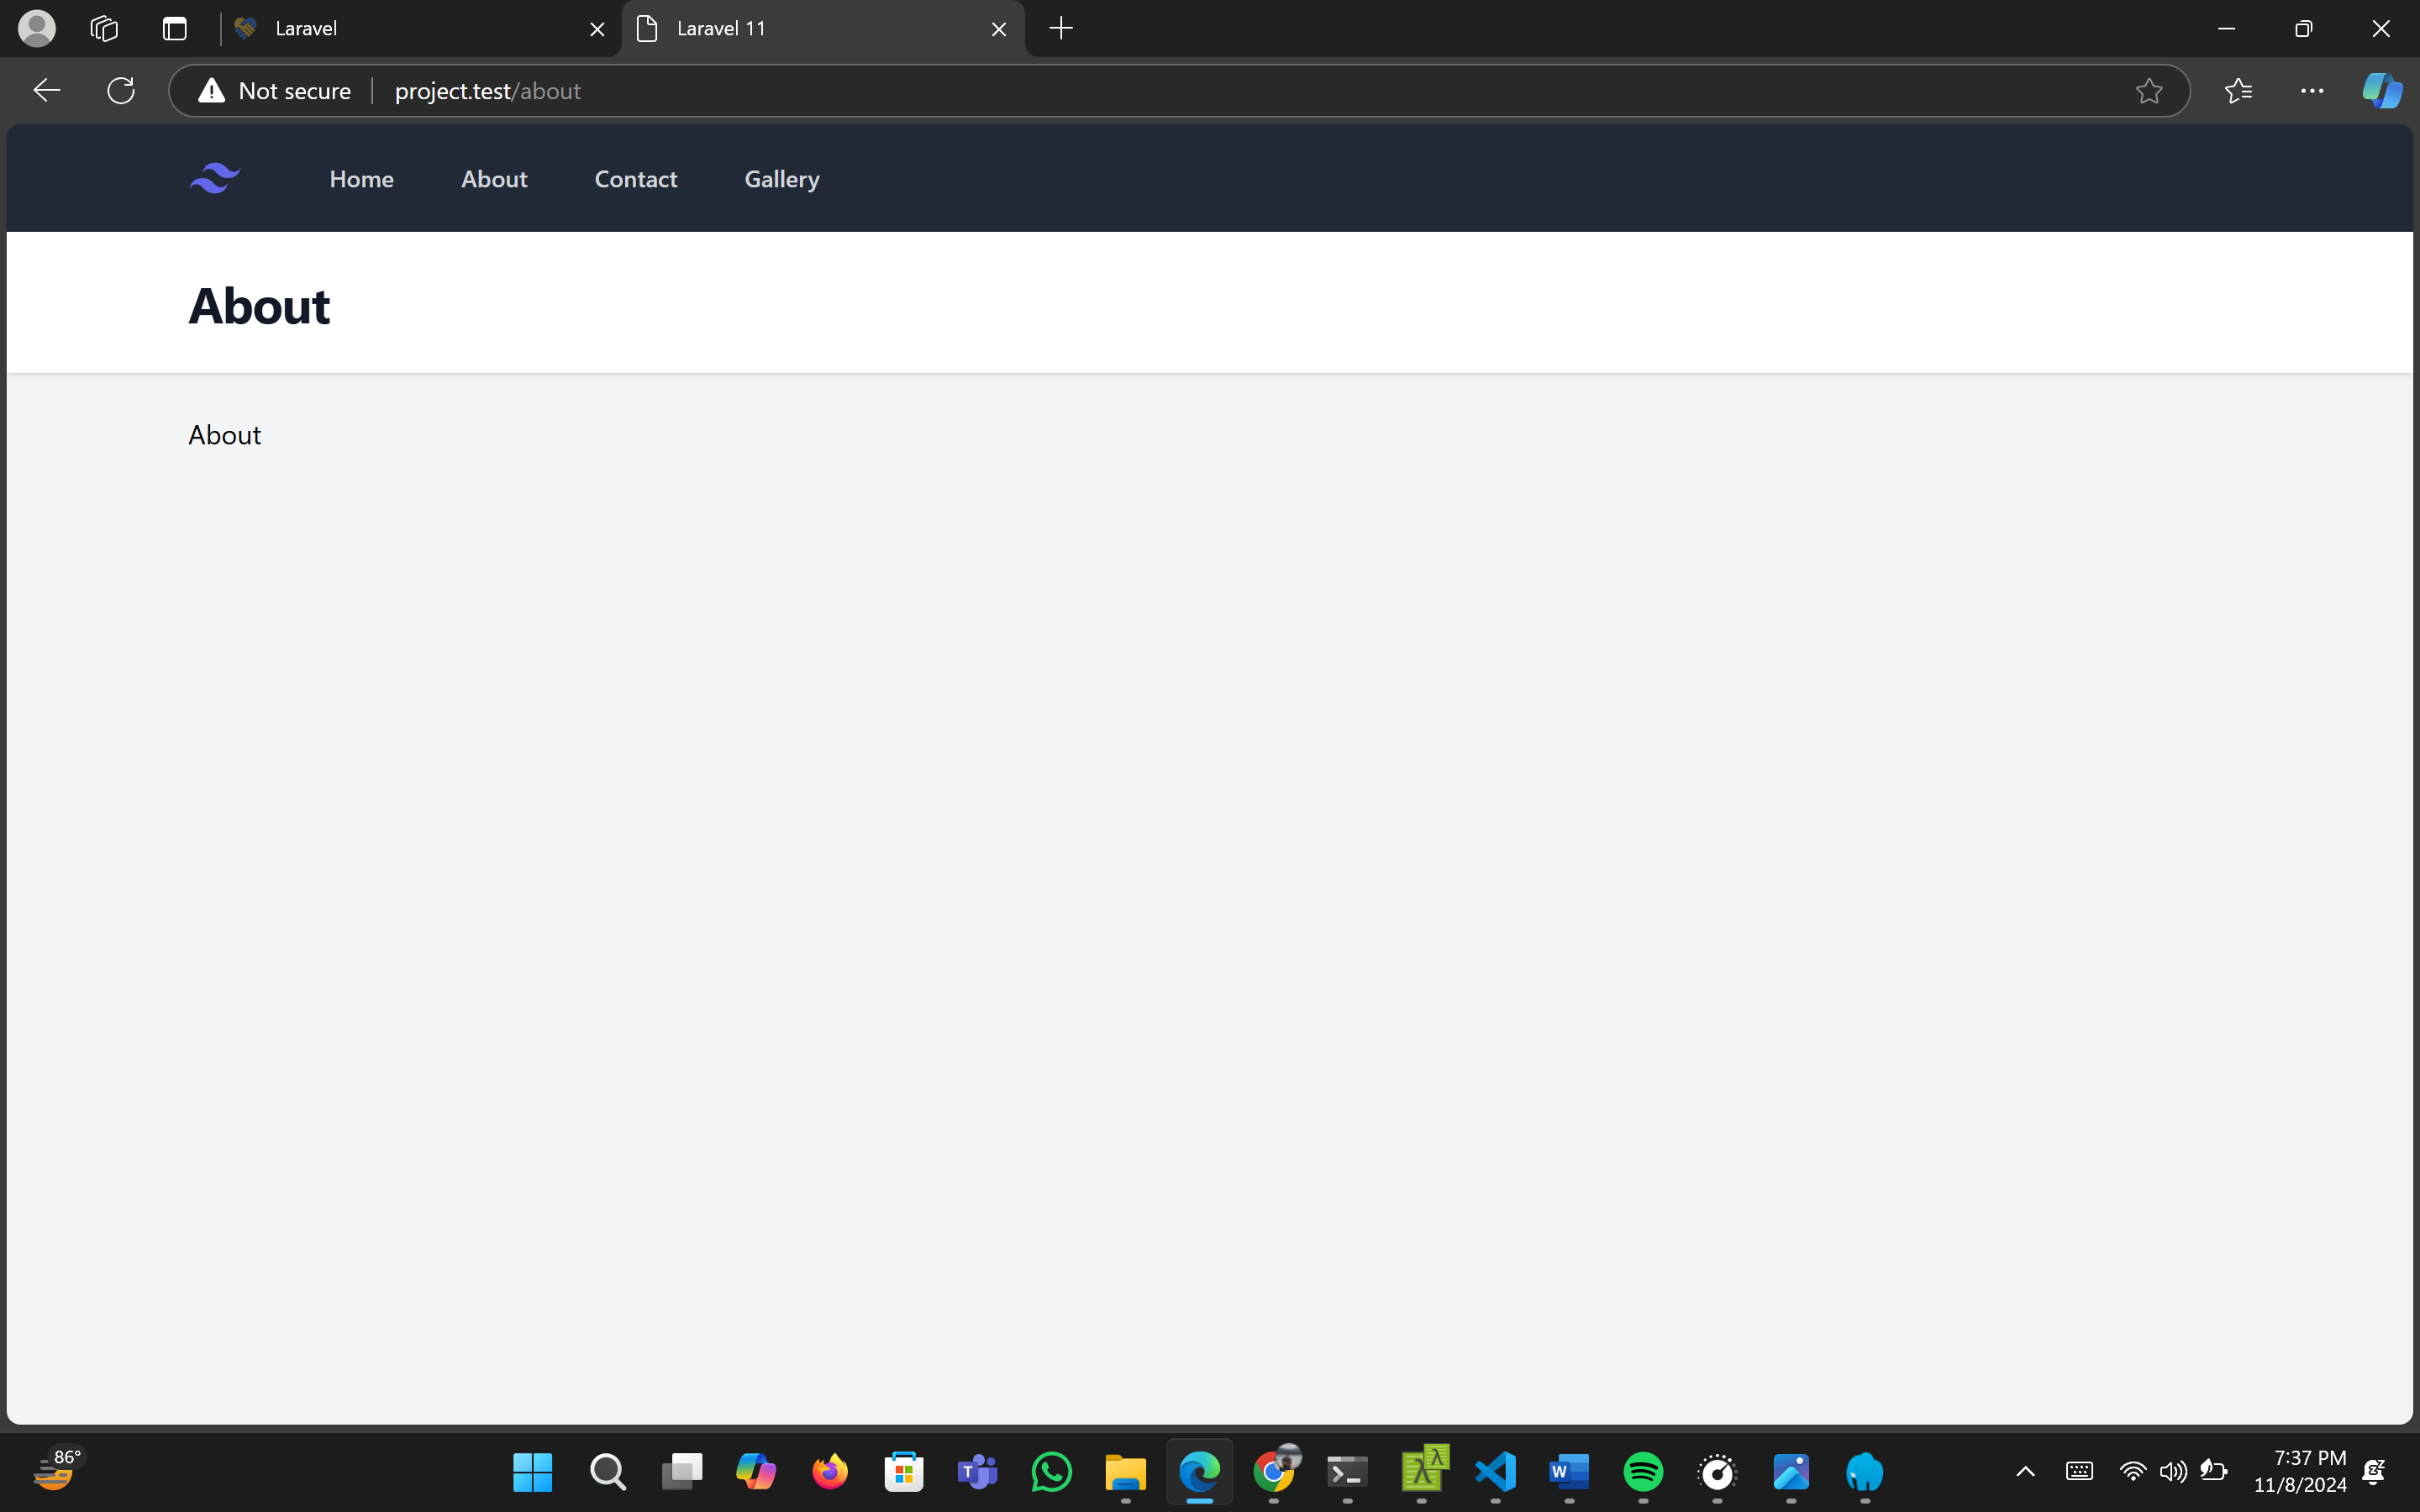 Laravel
Laravel 11
Not secure
project.test/about
Home
About
Contact
Gallery
About
About
86°
7:37 PM
11/8/2024